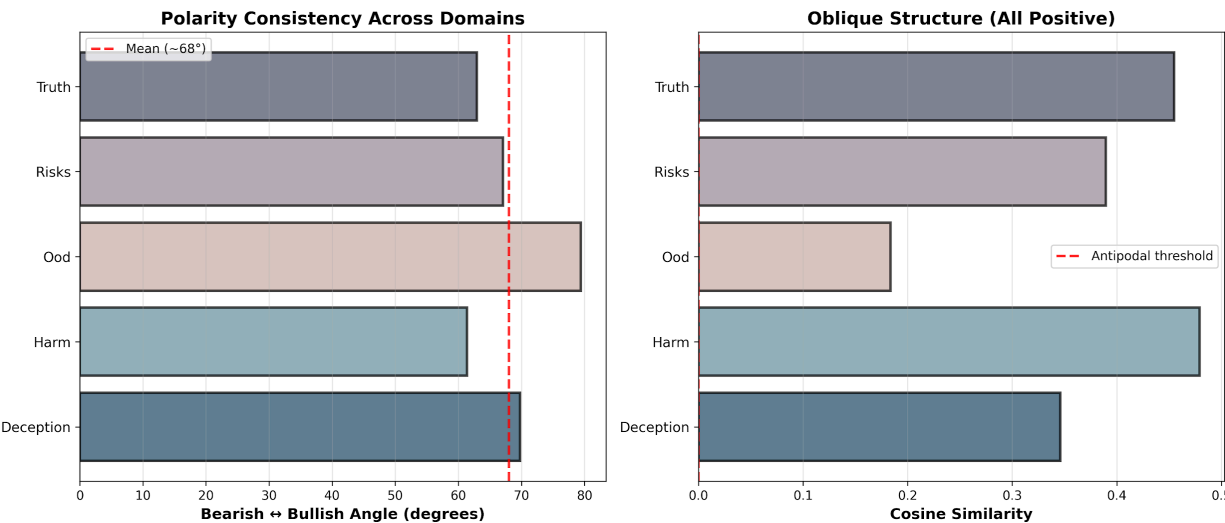 Polarity Consistency Across Domains
Mean (~68°)
Truth
Risks
Ood
Harm
Deception
0 10 20 30 40 50 60 70 80
Bearish ↔ Bullish Angle (degrees)
Oblique Structure (All Positive)
Truth
Risks
Ood
Antipodal threshold
Harm
Deception
0.0 0.1 0.2 0.3 0.4
Cosine Similarity